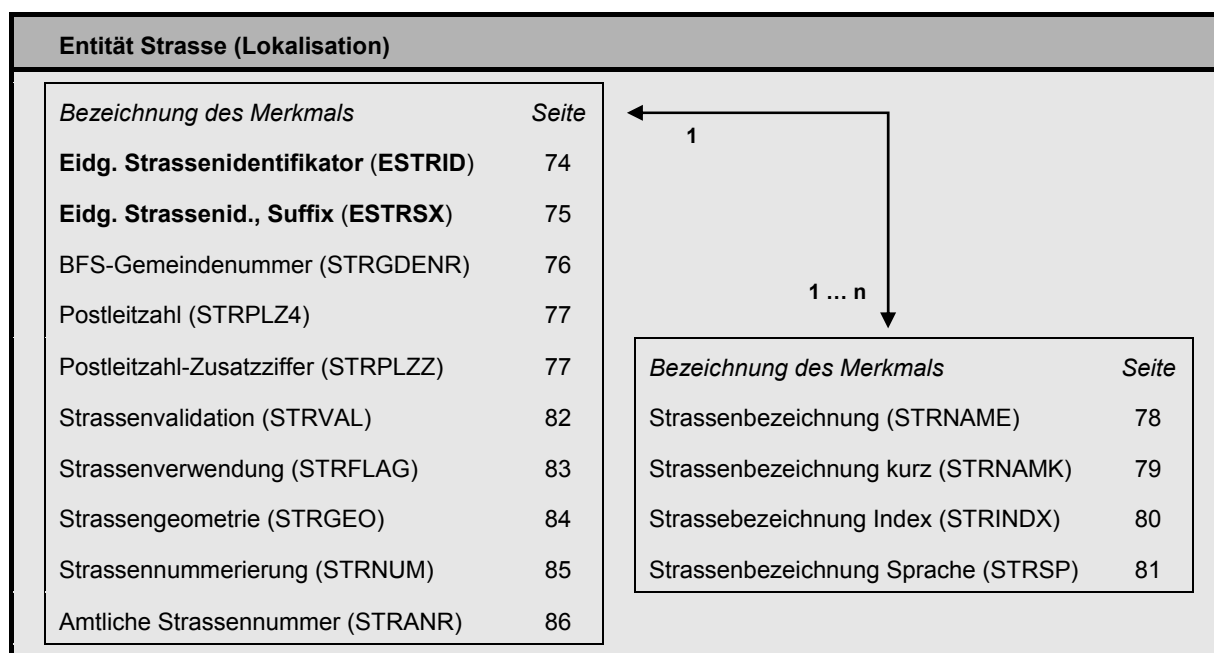 Entität Strasse (Lokalisation)
Bezeichnung des Merkmals Seite
Eidg. Strassenidentifikator (ESTRID) 74
Eidg. Strassenid., Suffix (ESTRSX) 75
BFS-Gemeindenummer (STRGDENR) 76
Postleitzahl (STRPLZ4) 77
Postleitzahl-Zusatzziffer (STRPLZZ) 77
Strassenvalidation (STRVAL) 82
Strassenverwendung (STRFLAG) 83
Strassengeometrie (STRGEO) 84
Strassennummerierung (STRNUM) 85
Amtliche Strassennummer (STRANR) 86
1
1 … n
Bezeichnung des Merkmals Seite
Strassenbezeichnung (STRNAME) 78
Strassenbezeichnung kurz (STRNAMK) 79
Strassebezeichnung Index (STRINDX) 80
Strassenbezeichnung Sprache (STRSP) 81